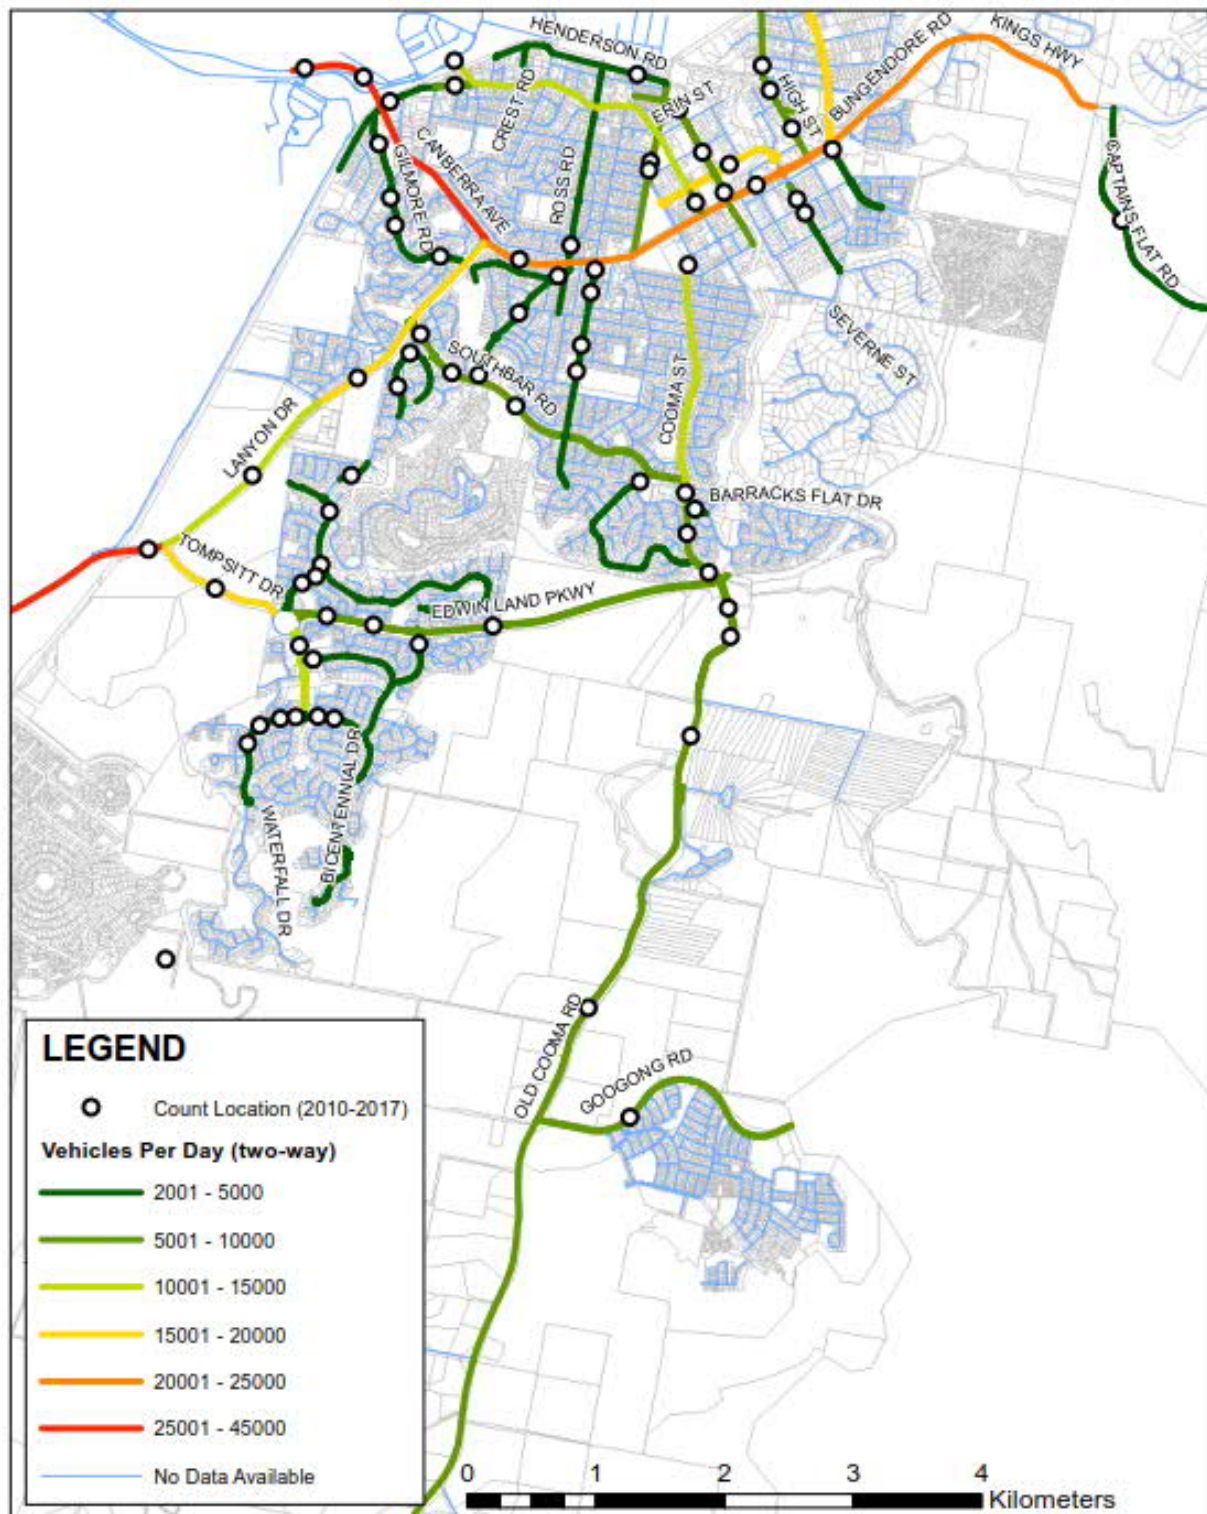 HENDERSON RD
KINGS HWY
BUNGENDORE RD
CREST RD
ERIN ST
HIGH ST
CANBERRA AVE
GILMORE RD
ROSS RD
CAPTAINS FLAT RD
SEVERNE ST
SOUTHBAR RD
COOMA ST
LANYON DR
BARRACKS FLAT DR
TOMPSITT DR
EDWIN LAND PKWY
BICENTENNIAL DR
WATERFALL DR
OLD COOMA RD
GOOGONG RD
LEGEND
Count Location (2010-2017)
Vehicles Per Day (two-way)
2001 - 5000
5001 - 10000
10001 - 15000
15001 - 20000
20001 - 25000
25001 - 45000
No Data Available
0 1 2 3 4
Kilometers